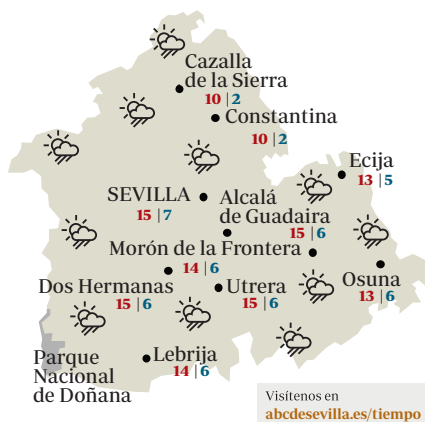 Cazalla
de la Sierra
10 | 2
Constantina
10 | 2
Ecija
13 | 5
SEVILLA
15 | 7
Alcalá
de Guadaira
15 | 6
Morón de la Frontera
14 | 6
Dos Hermanas
15 | 6
Utrera
15 | 6
Osuna
13 | 6
Lebrija
14 | 6
Parque
Nacional
de Doñana
Visítenos en
abcdesevilla.es/tiempo